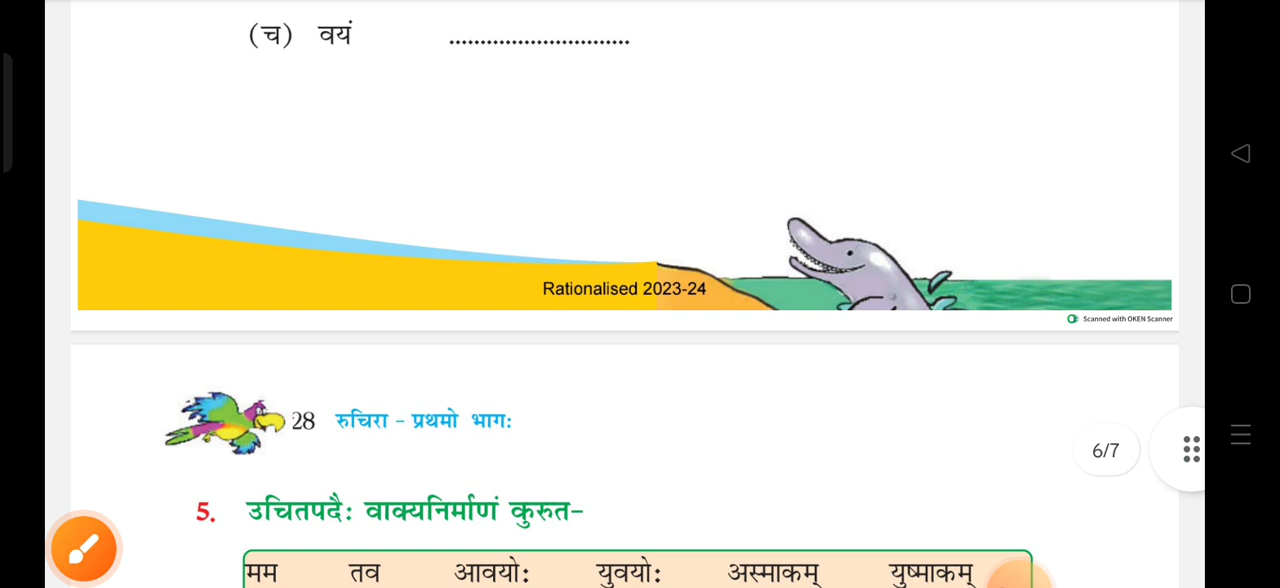 (च) वयं ..............................
Rationalised 2023-24
Scanned with OKEN Scanner
28 रुचिरा - प्रथमो भाग:
6/7
5. उचितपदै: वाक्यनिर्माणं कुरुत-
मम तव आवयो: युवयो: अस्माकम् युष्माकम्